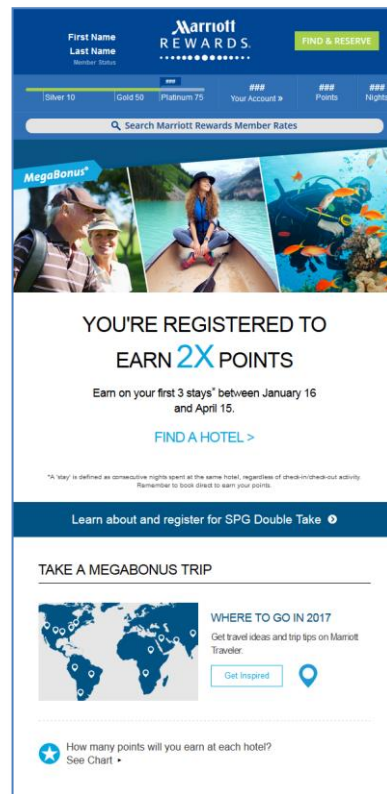 First Name
Last Name
Member Status
Marriott
REWARDS.
FIND & RESERVE
###
Silver 10
Gold 50
Platinum 75
###
Your Account »
###
Points
###
Nights
Search Marriott Rewards Member Rates
MegaBonus®
YOU'RE REGISTERED TO
EARN 2X POINTS
Earn on your first 3 stays* between January 16
and April 15.
FIND A HOTEL >
*A 'stay' is defined as consecutive nights spent at the same hotel, regardless of check-in/check-out activity.
Remember to book direct to earn your points.
Learn about and register for SPG Double Take
TAKE A MEGABONUS TRIP
WHERE TO GO IN 2017
Get travel ideas and trip tips on Marriott
Traveler.
Get Inspired
How many points will you earn at each hotel?
See Chart